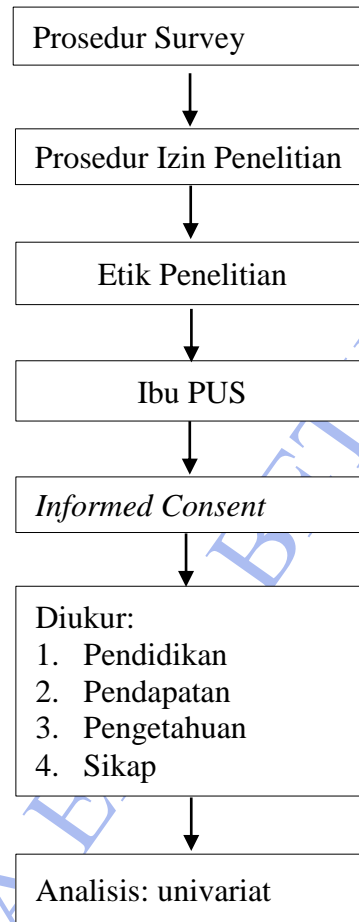 Prosedur Survey
Prosedur Izin Penelitian
Etik Penelitian
Ibu PUS
Informed Consent
Diukur:
1. Pendidikan
2. Pendapatan
3. Pengetahuan
4. Sikap
Analisis: univariat